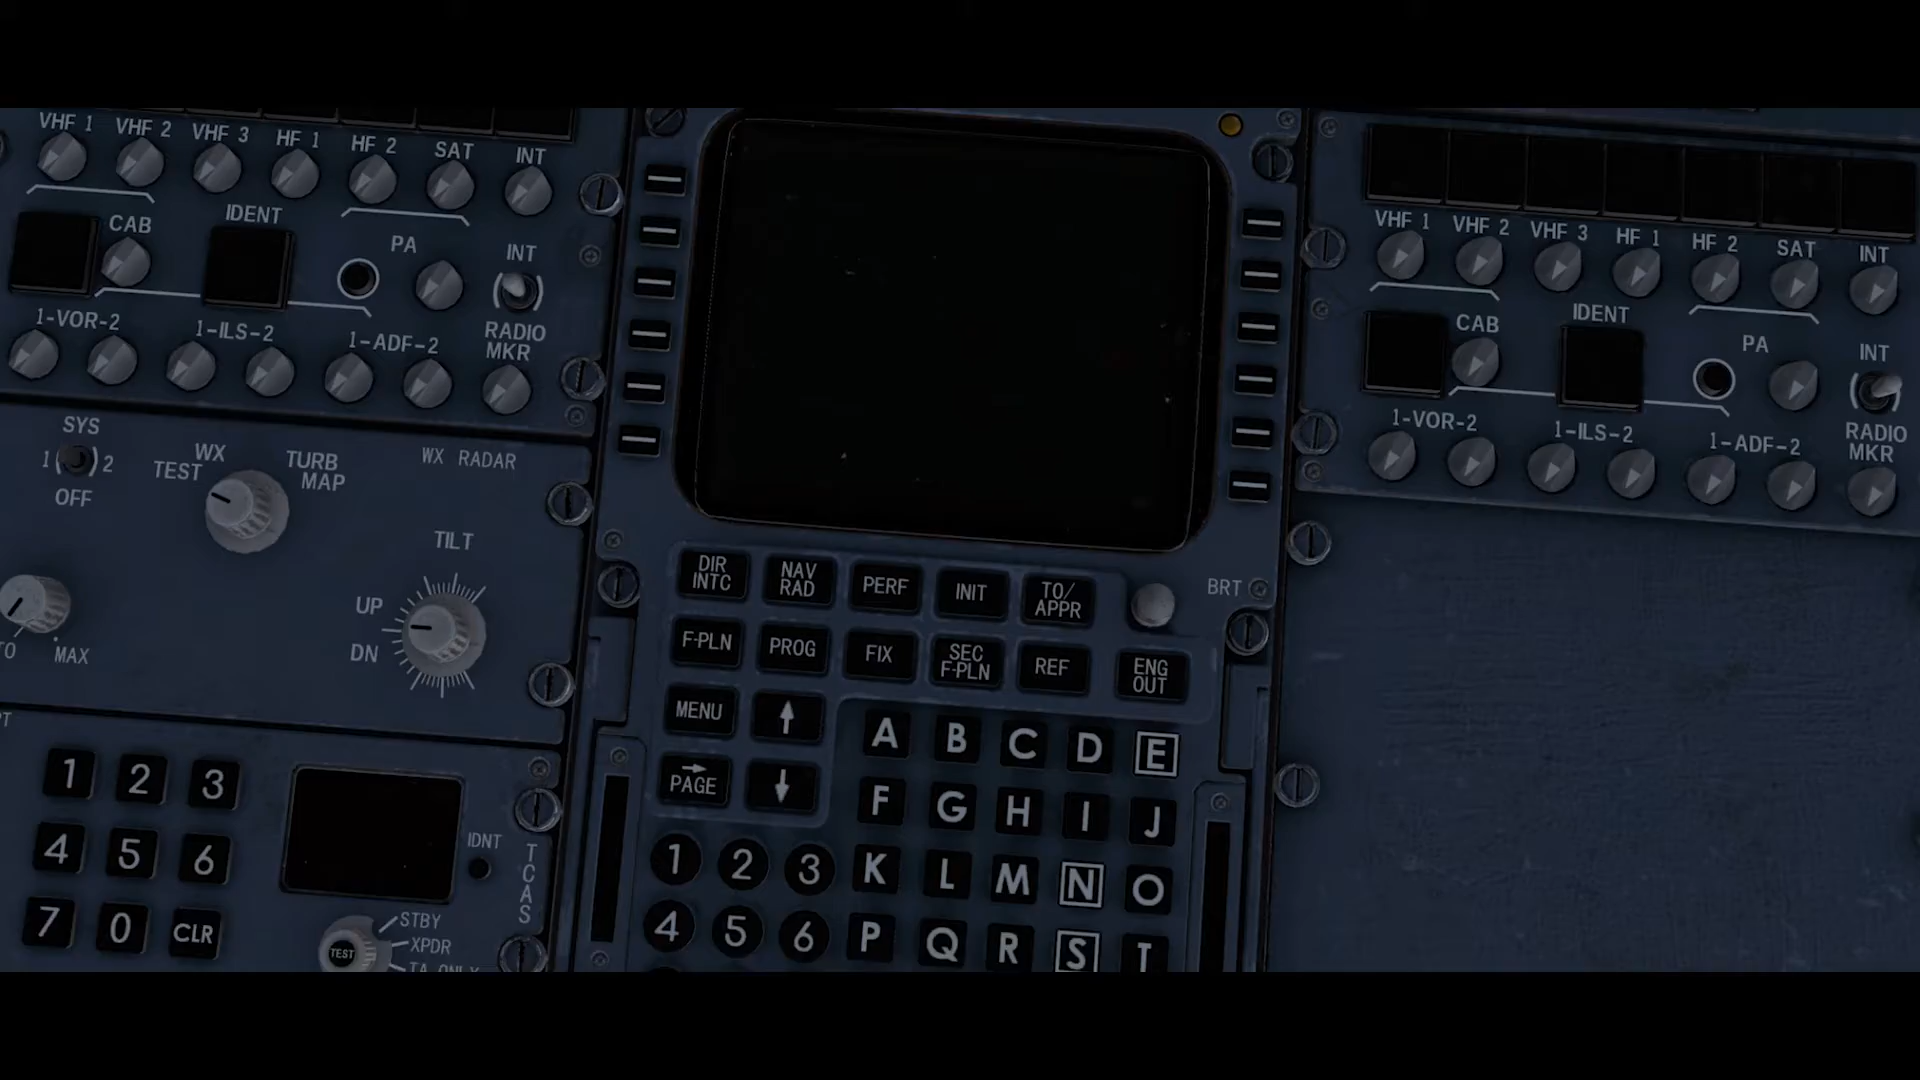 VHF 1 VHF 2 VHF 3 HF 1 HF 2 SAT INT
CAB IDENT PA INT
1-VOR-2 1-ILS-2 1-ADF-2 RADIO
MKR
SYS
1 2
OFF
WX
TEST TURB
MAP
WX RADAR
TILT
UP
DN
MAX
1 2 3
4 5 6
7 0 CLR
IDNT
TCAS
STBY
XPDR
TA ONLY
TEST
DIR
INTC
NAV
RAD
PERF
INIT
TO/
APPR
BRT
F-PLN
PROG
FIX
SEC
F-PLN
REF
ENG
OUT
MENU
PAGE
A B C D E
F G H I J
1 2 3 K L M N O
4 5 6 P Q R S T
VHF 1 VHF 2 VHF 3 HF 1 HF 2 SAT INT
CAB IDENT PA INT
1-VOR-2 1-ILS-2 1-ADF-2 RADIO
MKR